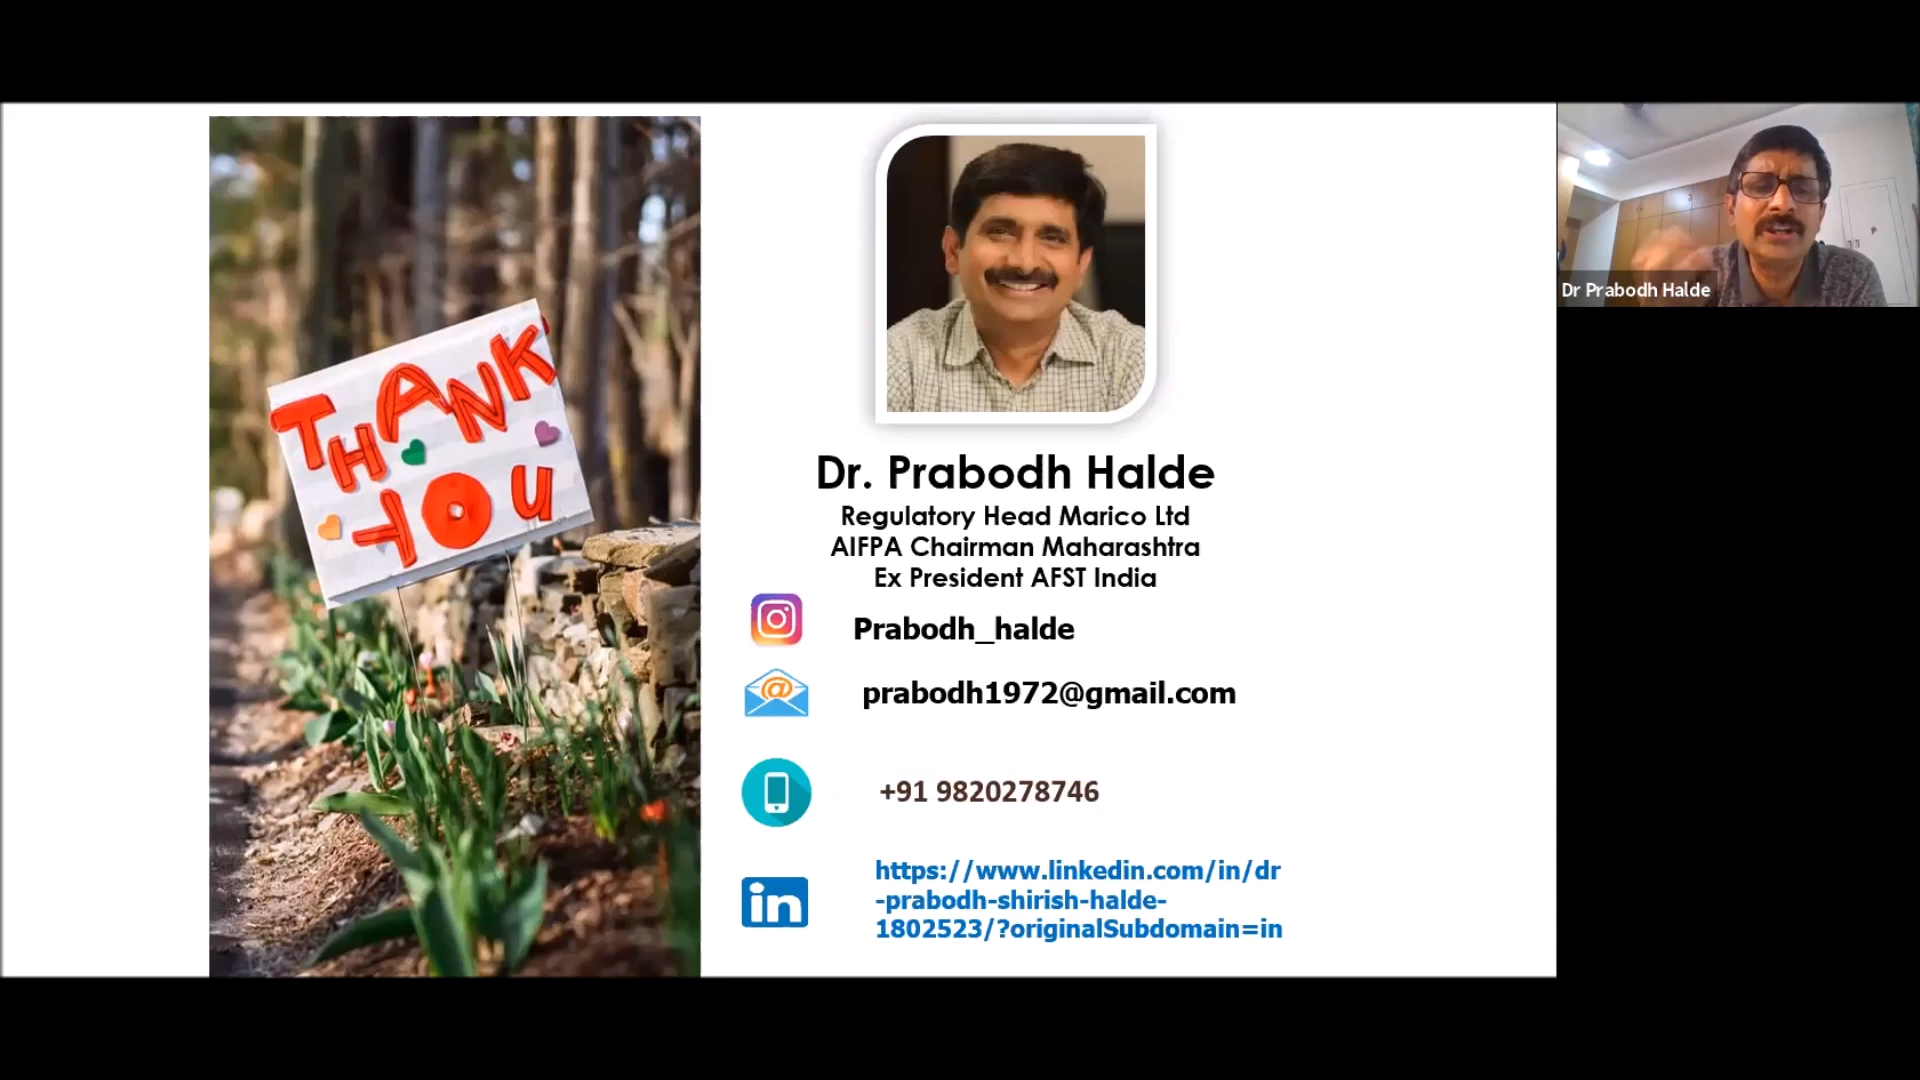 THANK
YOU
Dr. Prabodh Halde
Regulatory Head Marico Ltd
AIFPA Chairman Maharashtra
Ex President AFST India
Prabodh_halde
@
prabodh1972@gmail.com
+91 9820278746
in
https://www.linkedin.com/in/dr
-prabodh-shirish-halde-
1802523/?originalSubdomain=in
Dr Prabodh Halde